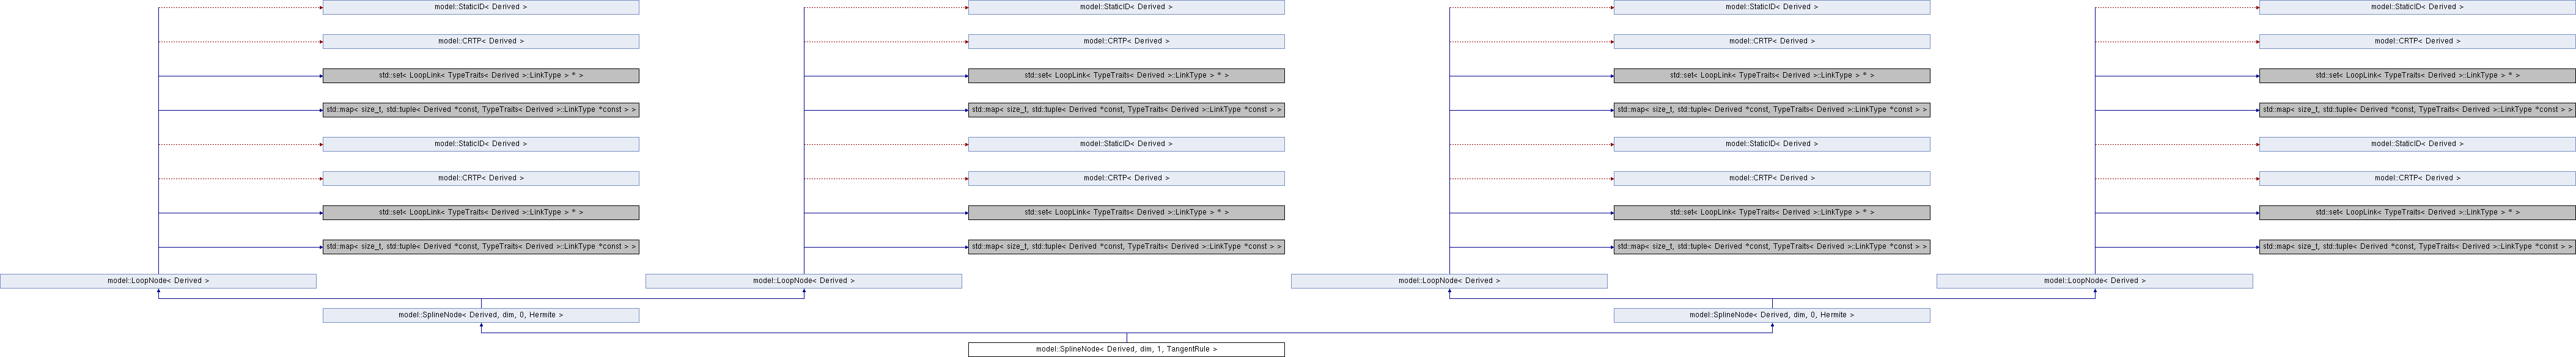 model::StaticID< Derived > model::StaticID< Derived > model::StaticID< Derived > model::StaticID< Derived >
model::CRTP< Derived > model::CRTP< Derived > model::CRTP< Derived > model::CRTP< Derived >
std::set< LoopLink< TypeTraits< Derived >::LinkType > * > std::set< LoopLink< TypeTraits< Derived >::LinkType > * > std::set< LoopLink< TypeTraits< Derived >::LinkType > * > std::set< LoopLink< TypeTraits< Derived >::LinkType > * >
std::map< size_t, std::tuple< Derived *const, TypeTraits< Derived >::LinkType *const > > std::map< size_t, std::tuple< Derived *const, TypeTraits< Derived >::LinkType *const > > std::map< size_t, std::tuple< Derived *const, TypeTraits< Derived >::LinkType *const > > std::map< size_t, std::tuple< Derived *const, TypeTraits< Derived >::LinkType *const > >
model::StaticID< Derived > model::StaticID< Derived > model::StaticID< Derived > model::StaticID< Derived >
model::CRTP< Derived > model::CRTP< Derived > model::CRTP< Derived > model::CRTP< Derived >
std::set< LoopLink< TypeTraits< Derived >::LinkType > * > std::set< LoopLink< TypeTraits< Derived >::LinkType > * > std::set< LoopLink< TypeTraits< Derived >::LinkType > * > std::set< LoopLink< TypeTraits< Derived >::LinkType > * >
std::map< size_t, std::tuple< Derived *const, TypeTraits< Derived >::LinkType *const > > std::map< size_t, std::tuple< Derived *const, TypeTraits< Derived >::LinkType *const > > std::map< size_t, std::tuple< Derived *const, TypeTraits< Derived >::LinkType *const > > std::map< size_t, std::tuple< Derived *const, TypeTraits< Derived >::LinkType *const > >
model::LoopNode< Derived > model::LoopNode< Derived > model::LoopNode< Derived > model::LoopNode< Derived >
model::SplineNode< Derived, dim, 0, Hermite > model::SplineNode< Derived, dim, 0, Hermite >
model::SplineNode< Derived, dim, 1, TangentRule >